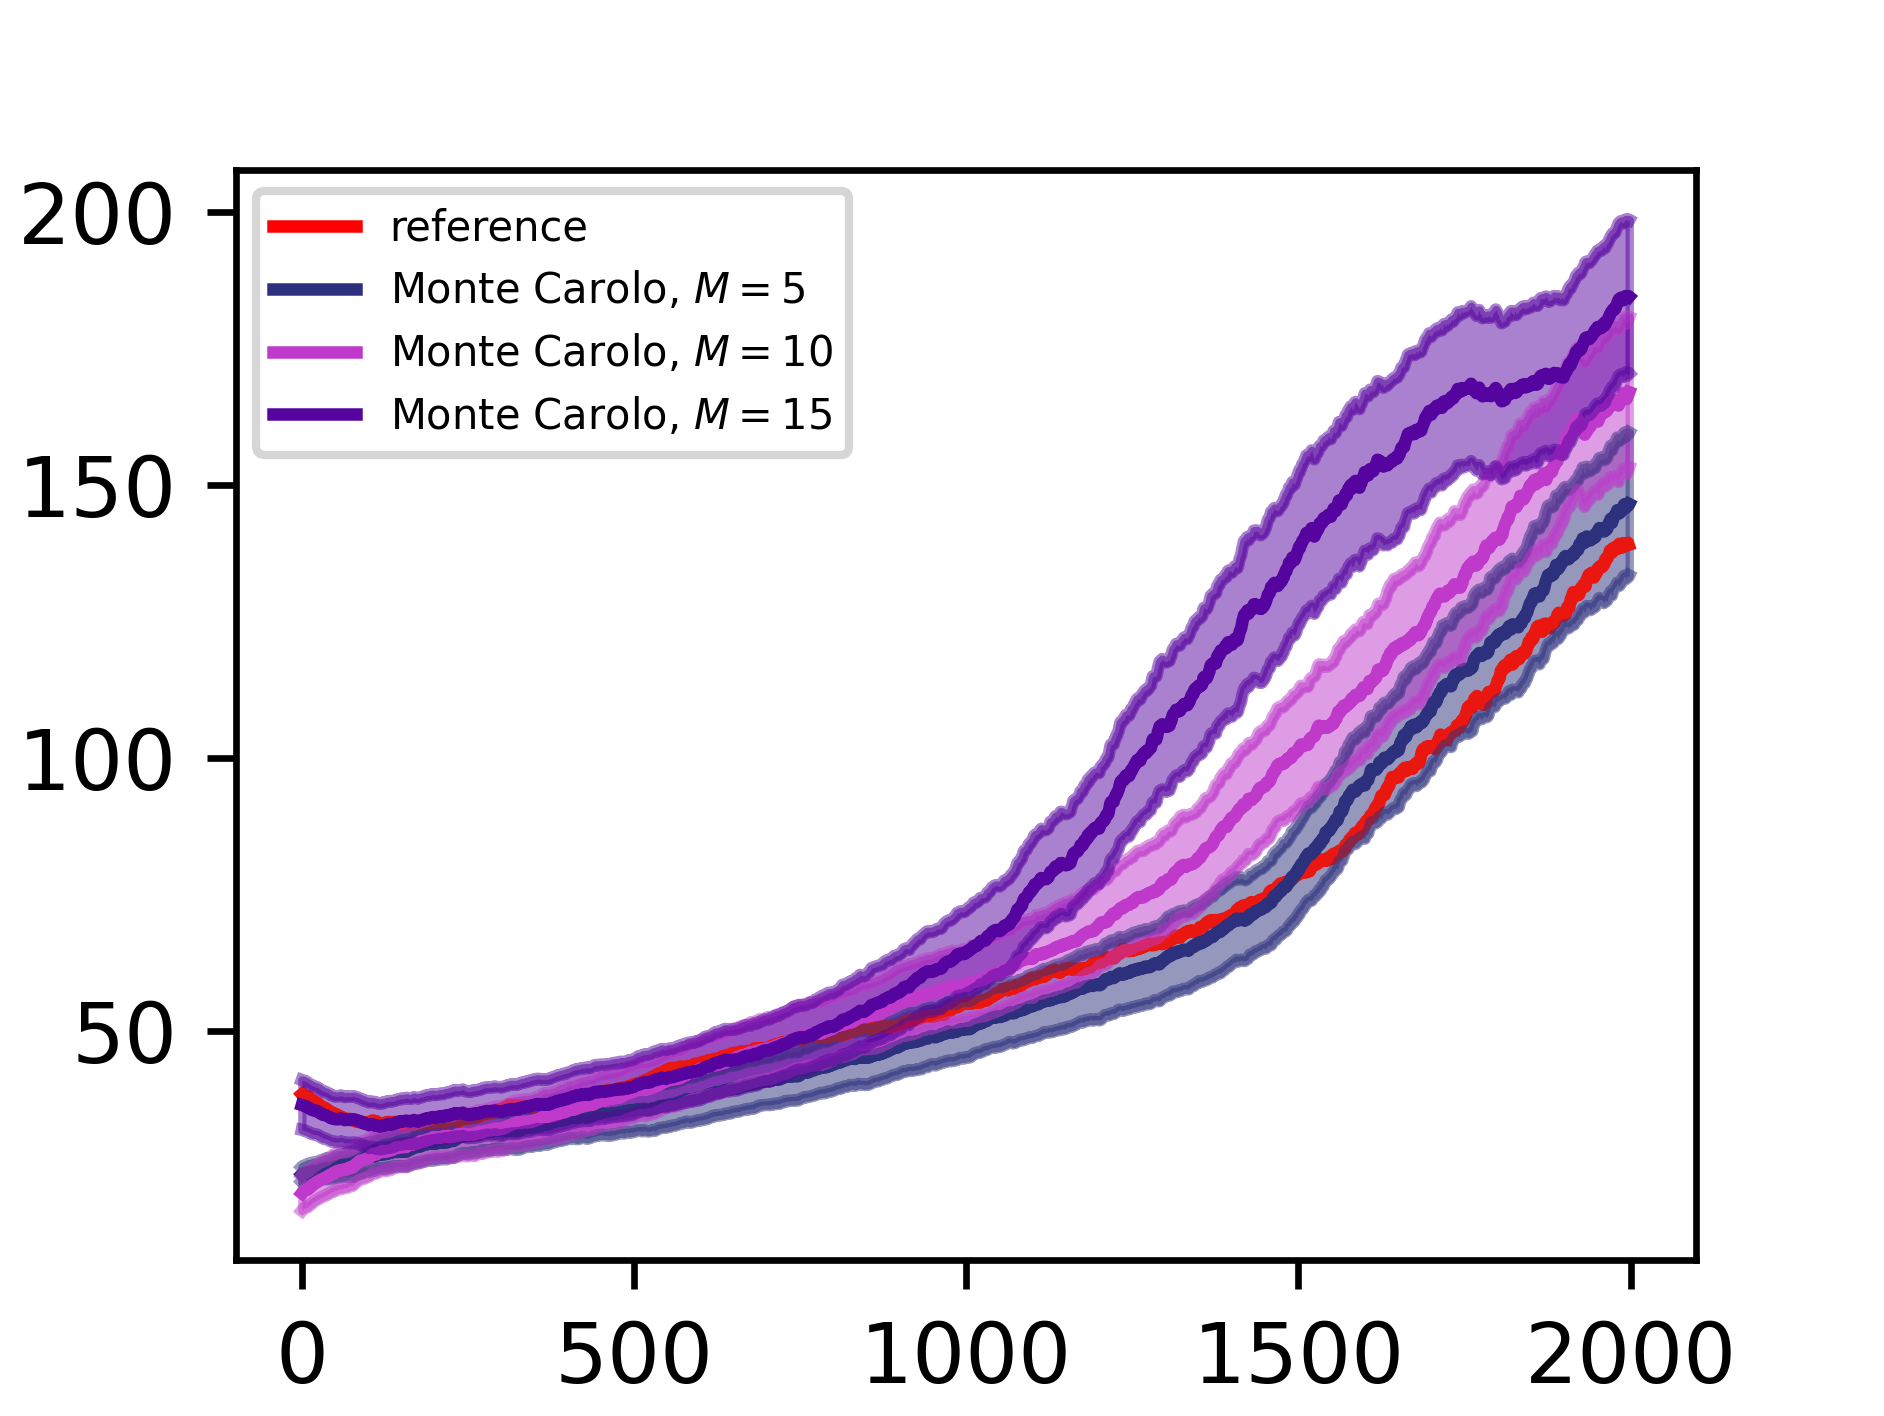 200
150
100
50
reference
Monte Carolo, M = 5
Monte Carolo, M = 10
Monte Carolo, M = 15
0 500 1000 1500 2000